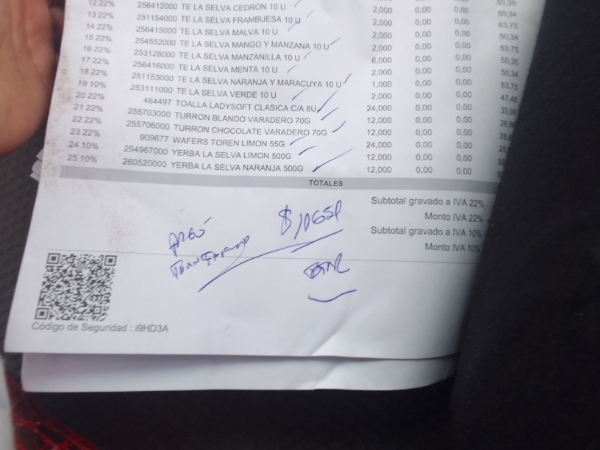 12 22% 256412000 TE LA SELVA CEDRON 10 U 2,000 0,00 0,00
13 22% 251154000 TE LA SELVA FRAMBUESA 10 U 2,000 0,00 0,00
14 22% 256415000 TE LA SELVA MALVA 10 U 2,000 0,00 0,00
15 22% 254552000 TE LA SELVA MANGO Y MANZANA 10 U 2,000 0,00 0,00
16 22% 253128000 TE LA SELVA MANZANILLA 10 U 6,000 0,00 0,00
17 22% 256416000 TE LA SELVA MENTA 10 U 2,000 0,00 0,00
18 22% 251153000 TE LA SELVA NARANJA Y MARACUYA 10 U 1,000 0,00 0,00
19 10% 253111000 TE LA SELVA VERDE 10 U 2,000 0,00 0,00
20 22% 464497 TOALLA LADYSOFT CLASICA C/A 8U 24,000 0,00 0,00
21 22% 255703000 TURRON BLANDO VARADERO 70G 12,000 0,00 0,00
22 22% 255706000 TURRON CHOCOLATE VARADERO 70G 12,000 0,00 0,00
23 22% 909677 WAFERS TOREN LIMON 55G 24,000 0,00 0,00
24 10% 254967000 YERBA LA SELVA LIMON 500G 12,000 0,00 0,00
25 10% 260520000 YERBA LA SELVA NARANJA 500G 12,000 0,00 0,00
TOTALES
Subtotal gravado a IVA 22%
Monto IVA 22%
Subtotal gravado a IVA 10%
Monto IVA 10%
Código de Seguridad : i9HD3A